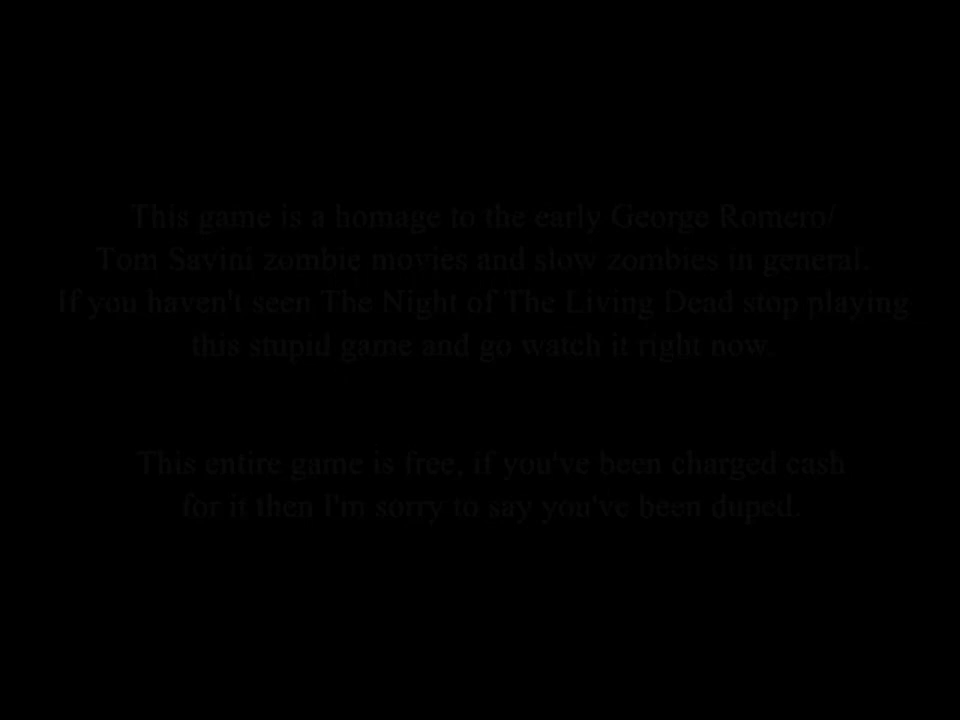 This game is a homage to the early George Romero/
Tom Savini zombie movies and slow zombies in general.
If you haven't seen The Night of The Living Dead stop playing
this stupid game and go watch it right now.
This entire game is free, if you've been charged cash
for it then I'm sorry to say you've been duped.